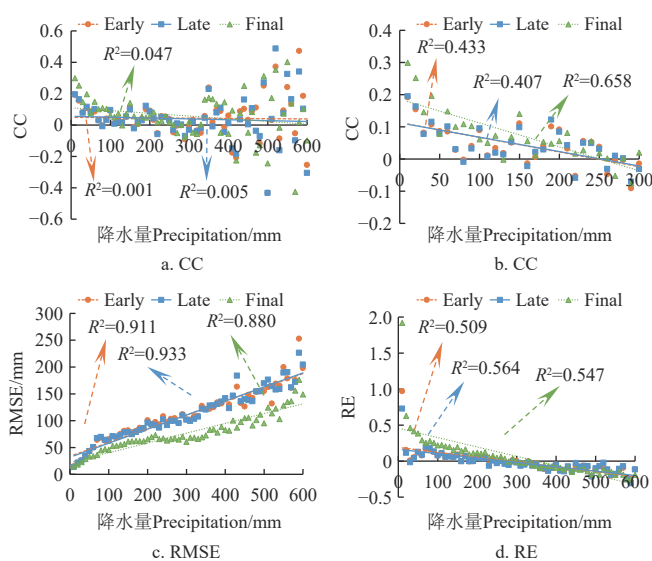 Early Late Final
0.6
0.4
0.2
0
-0.2
-0.4
-0.6
CC
R²=0.047
R²=0.001
R²=0.005
100 200 300 400 500 600
降水量Precipitation/mm
a. CC
Early Late Final
0.4
0.3
0.2
0.1
0
-0.1
-0.2
CC
R²=0.433
R²=0.407
R²=0.658
50 100 150 200 250 300
降水量Precipitation/mm
b. CC
Early Late Final
300
250
200
150
100
50
0
RMSE/mm
R²=0.911
R²=0.933
R²=0.880
100 200 300 400 500 600
降水量Precipitation/mm
c. RMSE
Early Late Final
2.0
1.5
1.0
0.5
0
-0.5
RE
R²=0.509
R²=0.564
R²=0.547
100 200 300 400 500 600
降水量Precipitation/mm
d. RE